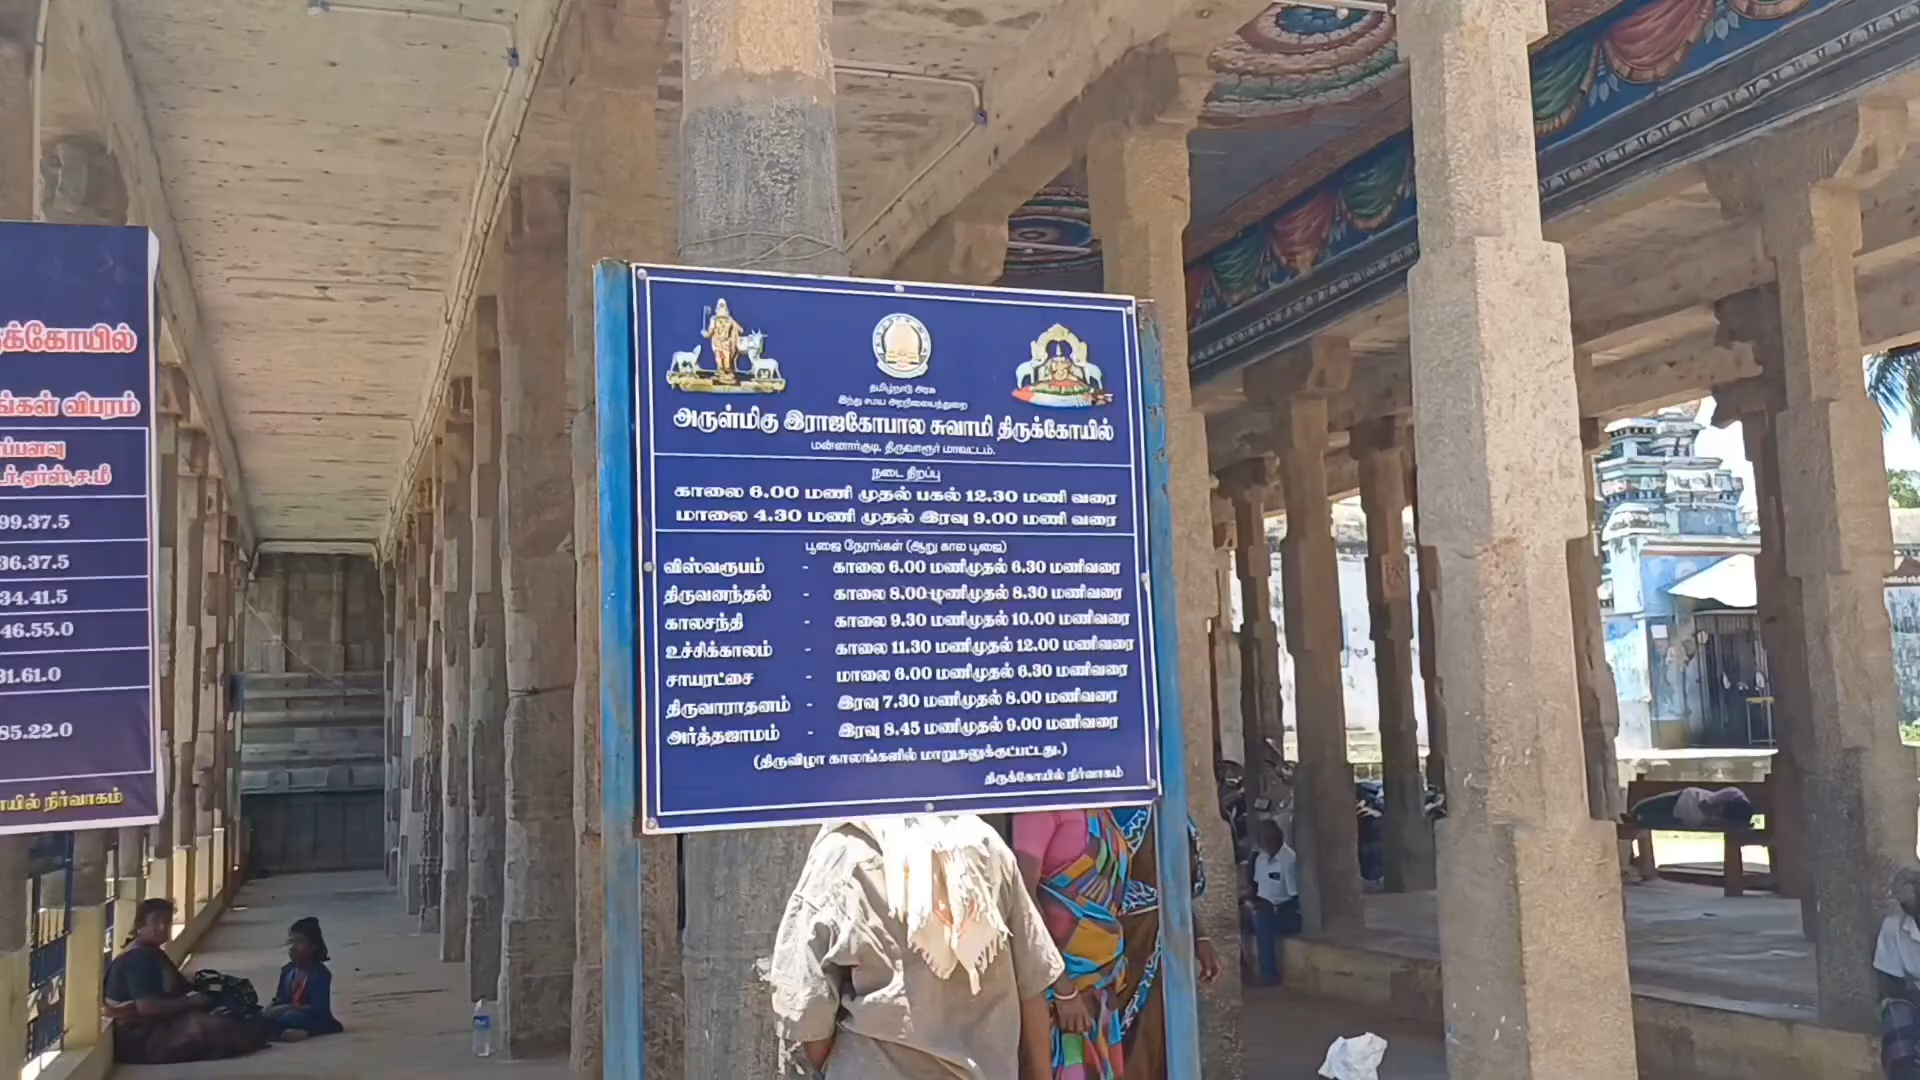 க்கோயில்
ங்கள் விபரம்
ப்பளவு
டர்.ஏர்ஸ்,ச.மீ
99.37.5
36.37.5
34.41.5
46.55.0
91.61.0
85.22.0
யில் நிர்வாகம்
தமிழ்நாடு அரசு
இந்து சமய அறநிலையத்துறை
அருள்மிகு இராஜகோபால சுவாமி திருக்கோயில்
மன்னார்குடி, திருவாரூர் மாவட்டம்.
நடை திறப்பு
காலை 6.00 மணி முதல் பகல் 12.30 மணி வரை
மாலை 4.30 மணி முதல் இரவு 9.00 மணி வரை
பூஜை நேரங்கள் (ஆறு கால பூஜை)
விஸ்வரூபம் - காலை 6.00 மணிமுதல் 6.30 மணிவரை
திருவனந்தல் - காலை 8.00 மணிமுதல் 8.30 மணிவரை
காலசந்தி - காலை 9.30 மணிமுதல் 10.00 மணிவரை
உச்சிக்காலம் - காலை 11.30 மணிமுதல் 12.00 மணிவரை
சாயரட்சை - மாலை 6.00 மணிமுதல் 6.30 மணிவரை
திருவாராதனம் - இரவு 7.30 மணிமுதல் 8.00 மணிவரை
அர்த்தஜாமம் - இரவு 8.45 மணிமுதல் 9.00 மணிவரை
(திருவிழா காலங்களில் மாறுதலுக்குட்பட்டது.)
திருக்கோயில் நிர்வாகம்